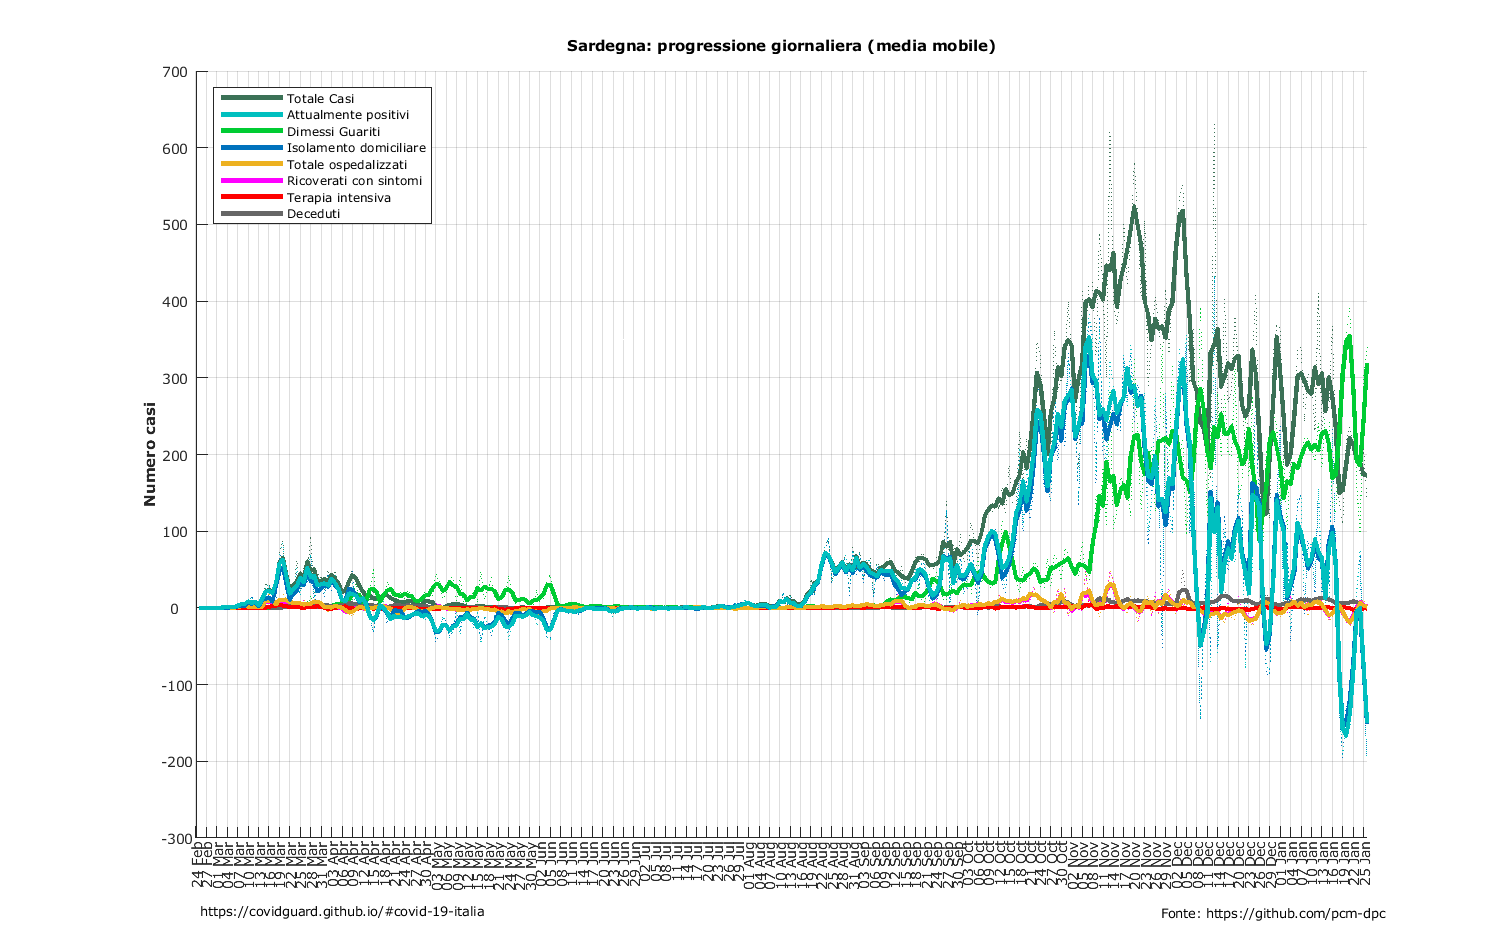 Sardegna: progressione giornaliera (media mobile)
700
600
500
400
300
200
100
0
-100
-200
-300
Numero casi
Totale Casi
Attualmente positivi
Dimessi Guariti
Isolamento domiciliare
Totale ospedalizzati
Ricoverati con sintomi
Terapia intensiva
Deceduti
24 Feb
27 Feb
01 Mar
04 Mar
07 Mar
10 Mar
13 Mar
16 Mar
19 Mar
22 Mar
25 Mar
28 Mar
31 Mar
03 Apr
06 Apr
09 Apr
12 Apr
15 Apr
18 Apr
21 Apr
24 Apr
27 Apr
30 Apr
03 May
06 May
09 May
12 May
15 May
18 May
21 May
24 May
27 May
30 May
02 Jun
05 Jun
08 Jun
11 Jun
14 Jun
17 Jun
20 Jun
23 Jun
26 Jun
29 Jun
02 Jul
05 Jul
08 Jul
11 Jul
14 Jul
17 Jul
20 Jul
23 Jul
26 Jul
29 Jul
01 Aug
04 Aug
07 Aug
10 Aug
13 Aug
16 Aug
19 Aug
22 Aug
25 Aug
28 Aug
31 Aug
03 Sep
06 Sep
09 Sep
12 Sep
15 Sep
18 Sep
21 Sep
24 Sep
27 Sep
30 Sep
03 Oct
06 Oct
09 Oct
12 Oct
15 Oct
18 Oct
21 Oct
24 Oct
27 Oct
30 Oct
02 Nov
05 Nov
08 Nov
11 Nov
14 Nov
17 Nov
20 Nov
23 Nov
26 Nov
29 Nov
02 Dec
05 Dec
08 Dec
11 Dec
14 Dec
17 Dec
20 Dec
23 Dec
26 Dec
29 Dec
01 Jan
04 Jan
07 Jan
10 Jan
13 Jan
16 Jan
19 Jan
22 Jan
25 Jan
https://covidguard.github.io/#covid-19-italia
Fonte: https://github.com/pcm-dpc